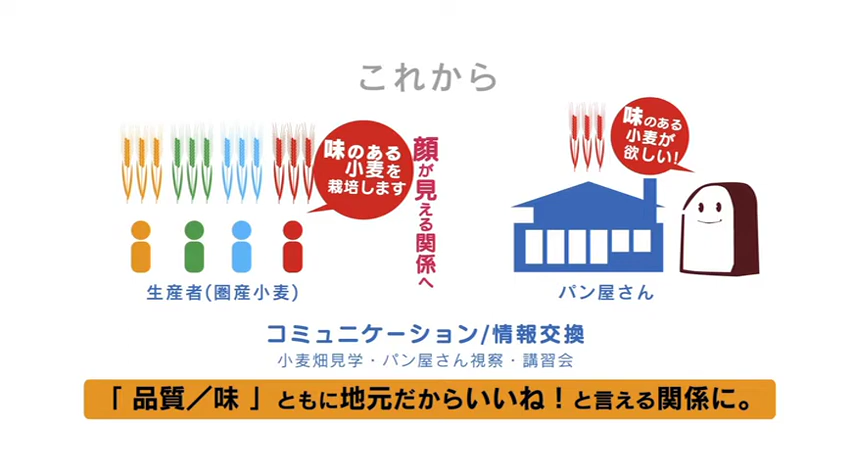 これから
味のある
小麦を
栽培します
顔が見える関係へ
味のある
小麦が
欲しい!
生産者(圏産小麦)
パン屋さん
コミュニケーション/情報交換
小麦畑見学・パン屋さん視察・講習会
「 品質／味 」 ともに地元だからいいね！と言える関係に。